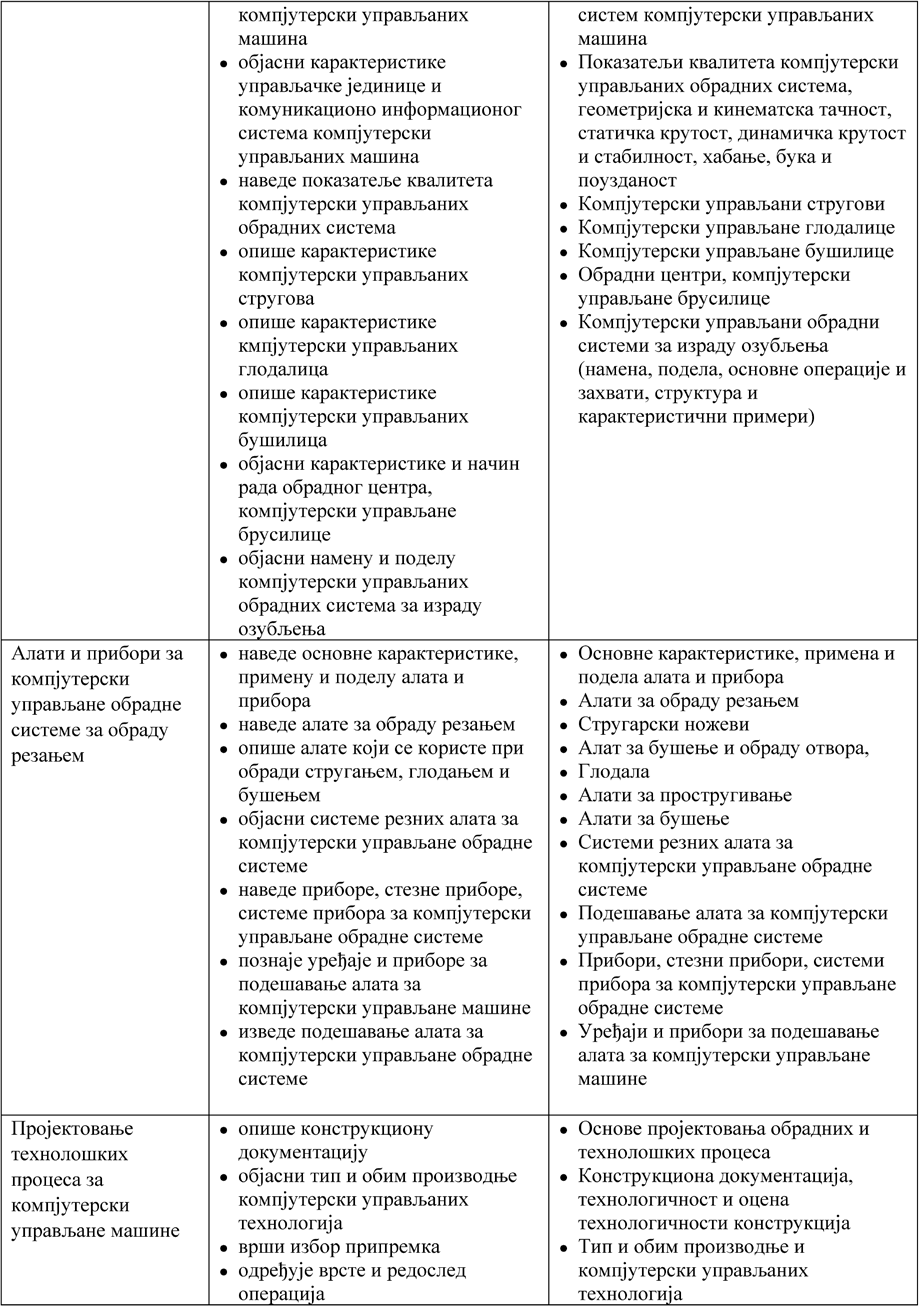 компјутерски управљаних
машина
• објасни карактеристике
управљачке јединице и
комуникационо информационог
система компјутерски
управљаних машина
• наведе показатеље квалитета
компјутерски управљаних
обрадних система
• опише карактеристике
компјутерски управљаних
стругова
• опише карактеристике
кмпјутерски управљаних
глодалица
• опише карактеристике
компјутерски управљаних
бушилица
• објасни карактеристике и начин
рада обрадног центра,
компјутерски управљане
брусилице
• објасни намену и поделу
компјутерски управљаних
обрадних система за израду
озубљења
систем компјутерски управљаних
машина
• Показатељи квалитета компјутерски
управљаних обрадних система,
геометријска и кинематска тачност,
статичка крутост, динамичка крутост
и стабилност, хабање, бука и
поузданост
• Компјутерски управљани стругови
• Компјутерски управљане глодалице
• Компјутерски управљане бушилице
• Обрадни центри, компјутерски
управљане брусилице
• Компјутерски управљани обрадни
системи за израду озубљења
(намена, подела, основне операције и
захвати, структура и
карактеристични примери)
Алати и прибори за
компјутерски
управљане обрадне
системе за обраду
резањем
• наведе основне карактеристике,
примену и поделу алата и
прибора
• наведе алате за обраду резањем
• опише алате који се користе при
обради стругањем, глодањем и
бушењем
• објасни системе резних алата за
компјутерски управљане обрадне
системе
• наведе приборе, стезне приборе,
системе прибора за компјутерски
управљане обрадне системе
• познаје уређаје и приборе за
подешавање алата за
компјутерски управљане машине
• изведе подешавање алата за
компјутерски управљане обрадне
системе
• Основне карактеристике, примена и
подела алата и прибора
• Алати за обраду резањем
• Стругарски ножеви
• Алат за бушење и обраду отвора,
• Глодала
• Алати за простругивање
• Алати за бушење
• Системи резних алата за
компјутерски управљане обрадне
системе
• Подешавање алата за компјутерски
управљане обрадне системе
• Прибори, стезни прибори, системи
прибора за компјутерски управљане
обрадне системе
• Уређаји и прибори за подешавање
алата за компјутерски управљане
машине
Пројектовање
технолошких
процеса за
компјутерски
управљане машине
• опише конструкциону
документацију
• објасни тип и обим производње
компјутерски управљаних
технологија
• врши избор припремка
• одређује врсте и редослед
операција
• Основе пројектовања обрадних и
технолошких процеса
• Конструкциона документација,
технологичност и оцена
технологичности конструкција
• Тип и обим производње и
компјутерски управљаних
технологија